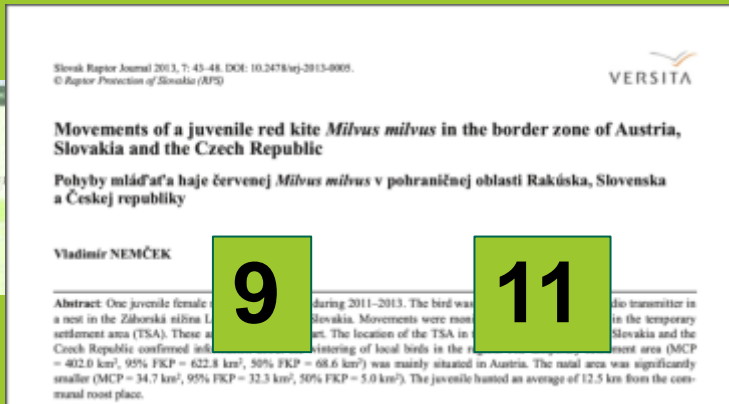 Slovak Raptor Journal 2013, 7: 43–48. DOI: 10.2478/srj-2013-0005.
© Raptor Protection of Slovakia (RPS)
VERSITA
Movements of a juvenile red kite Milvus milvus in the border zone of Austria,
Slovakia and the Czech Republic
Pohyby mláďaťa haje červenej Milvus milvus v pohraničnej oblasti Rakúska, Slovenska
a Českej republiky
Vladimír NEMČEK
9
11
Abstract: One juvenile female during 2011–2013. The bird was dio transmitter in
a nest in the Záhorská nížina Slovakia. Movements were in the temporary
settlement area (TSA). These art. The location of the TSA in Slovakia and the
Czech Republic confirmed wintering of local birds in the ment area (MCP
= 402.0 km², 95% FKP = 622.8 km², 50% FKP = 68.6 km²) was mainly situated in Austria. The natal area was significantly
smaller (MCP = 34.7 km², 95% FKP = 32.3 km², 50% FKP = 5.0 km²). The juvenile hunted an average of 12.5 km from the com-
munal roost place.